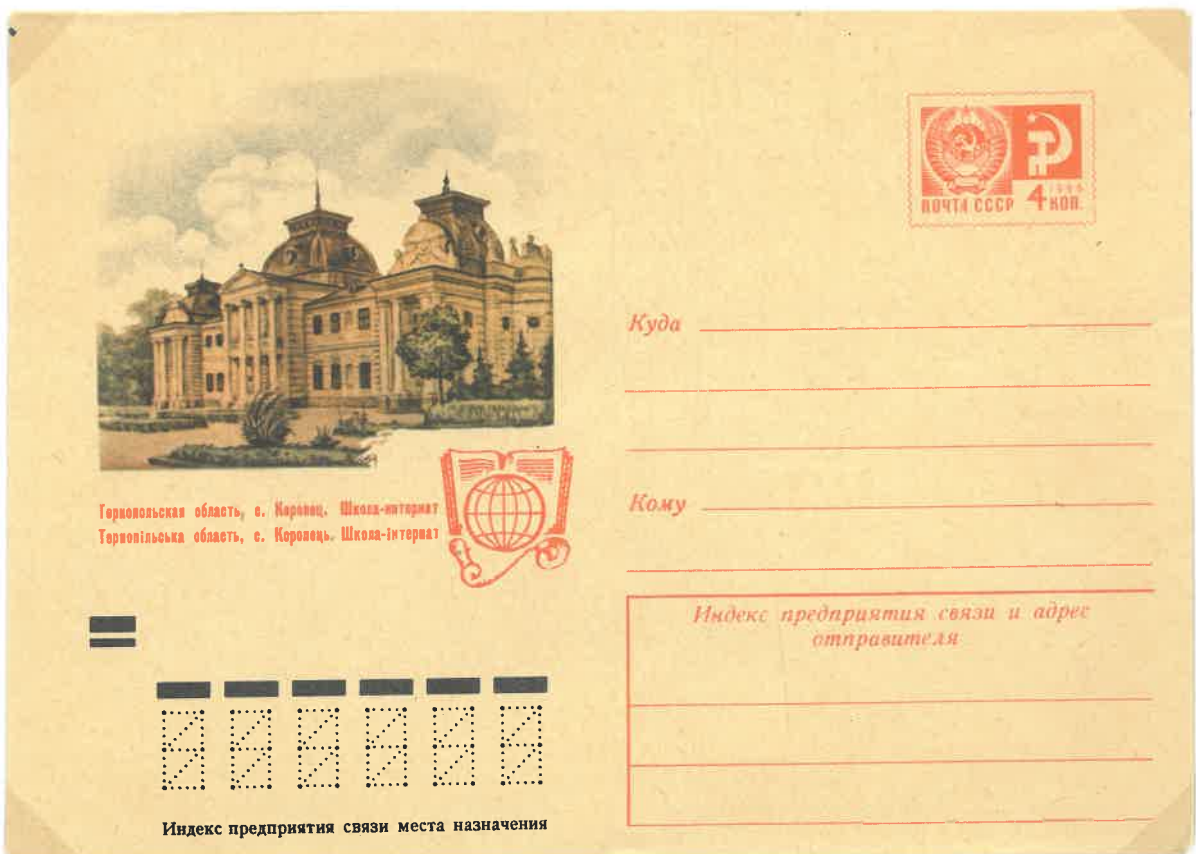 1966
ПОЧТА СССР 4 КОП.
Тернопольская область, с. Коропец. Школа-интернат
Тернопільська область, с. Коропець. Школа-інтернат
Куда
Кому
Индекс предприятия связи и адрес
отправителя
Индекс предприятия связи места назначения